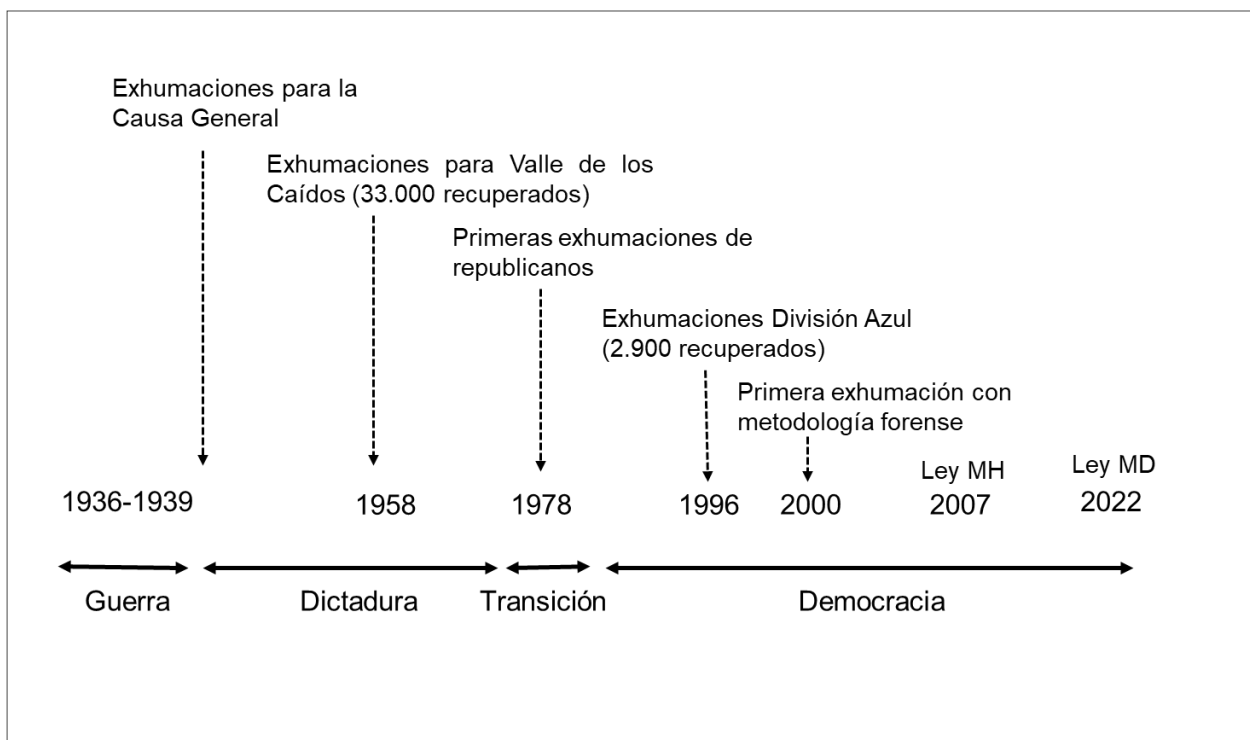 Exhumaciones para la
Causa General
Exhumaciones para Valle de los
Caídos (33.000 recuperados)
Primeras exhumaciones de
republicanos
Exhumaciones División Azul
(2.900 recuperados)
Primera exhumación con
metodología forense
Ley MH
Ley MD
1936-1939
1958
1978
1996
2000
2007
2022
Guerra
Dictadura
Transición
Democracia